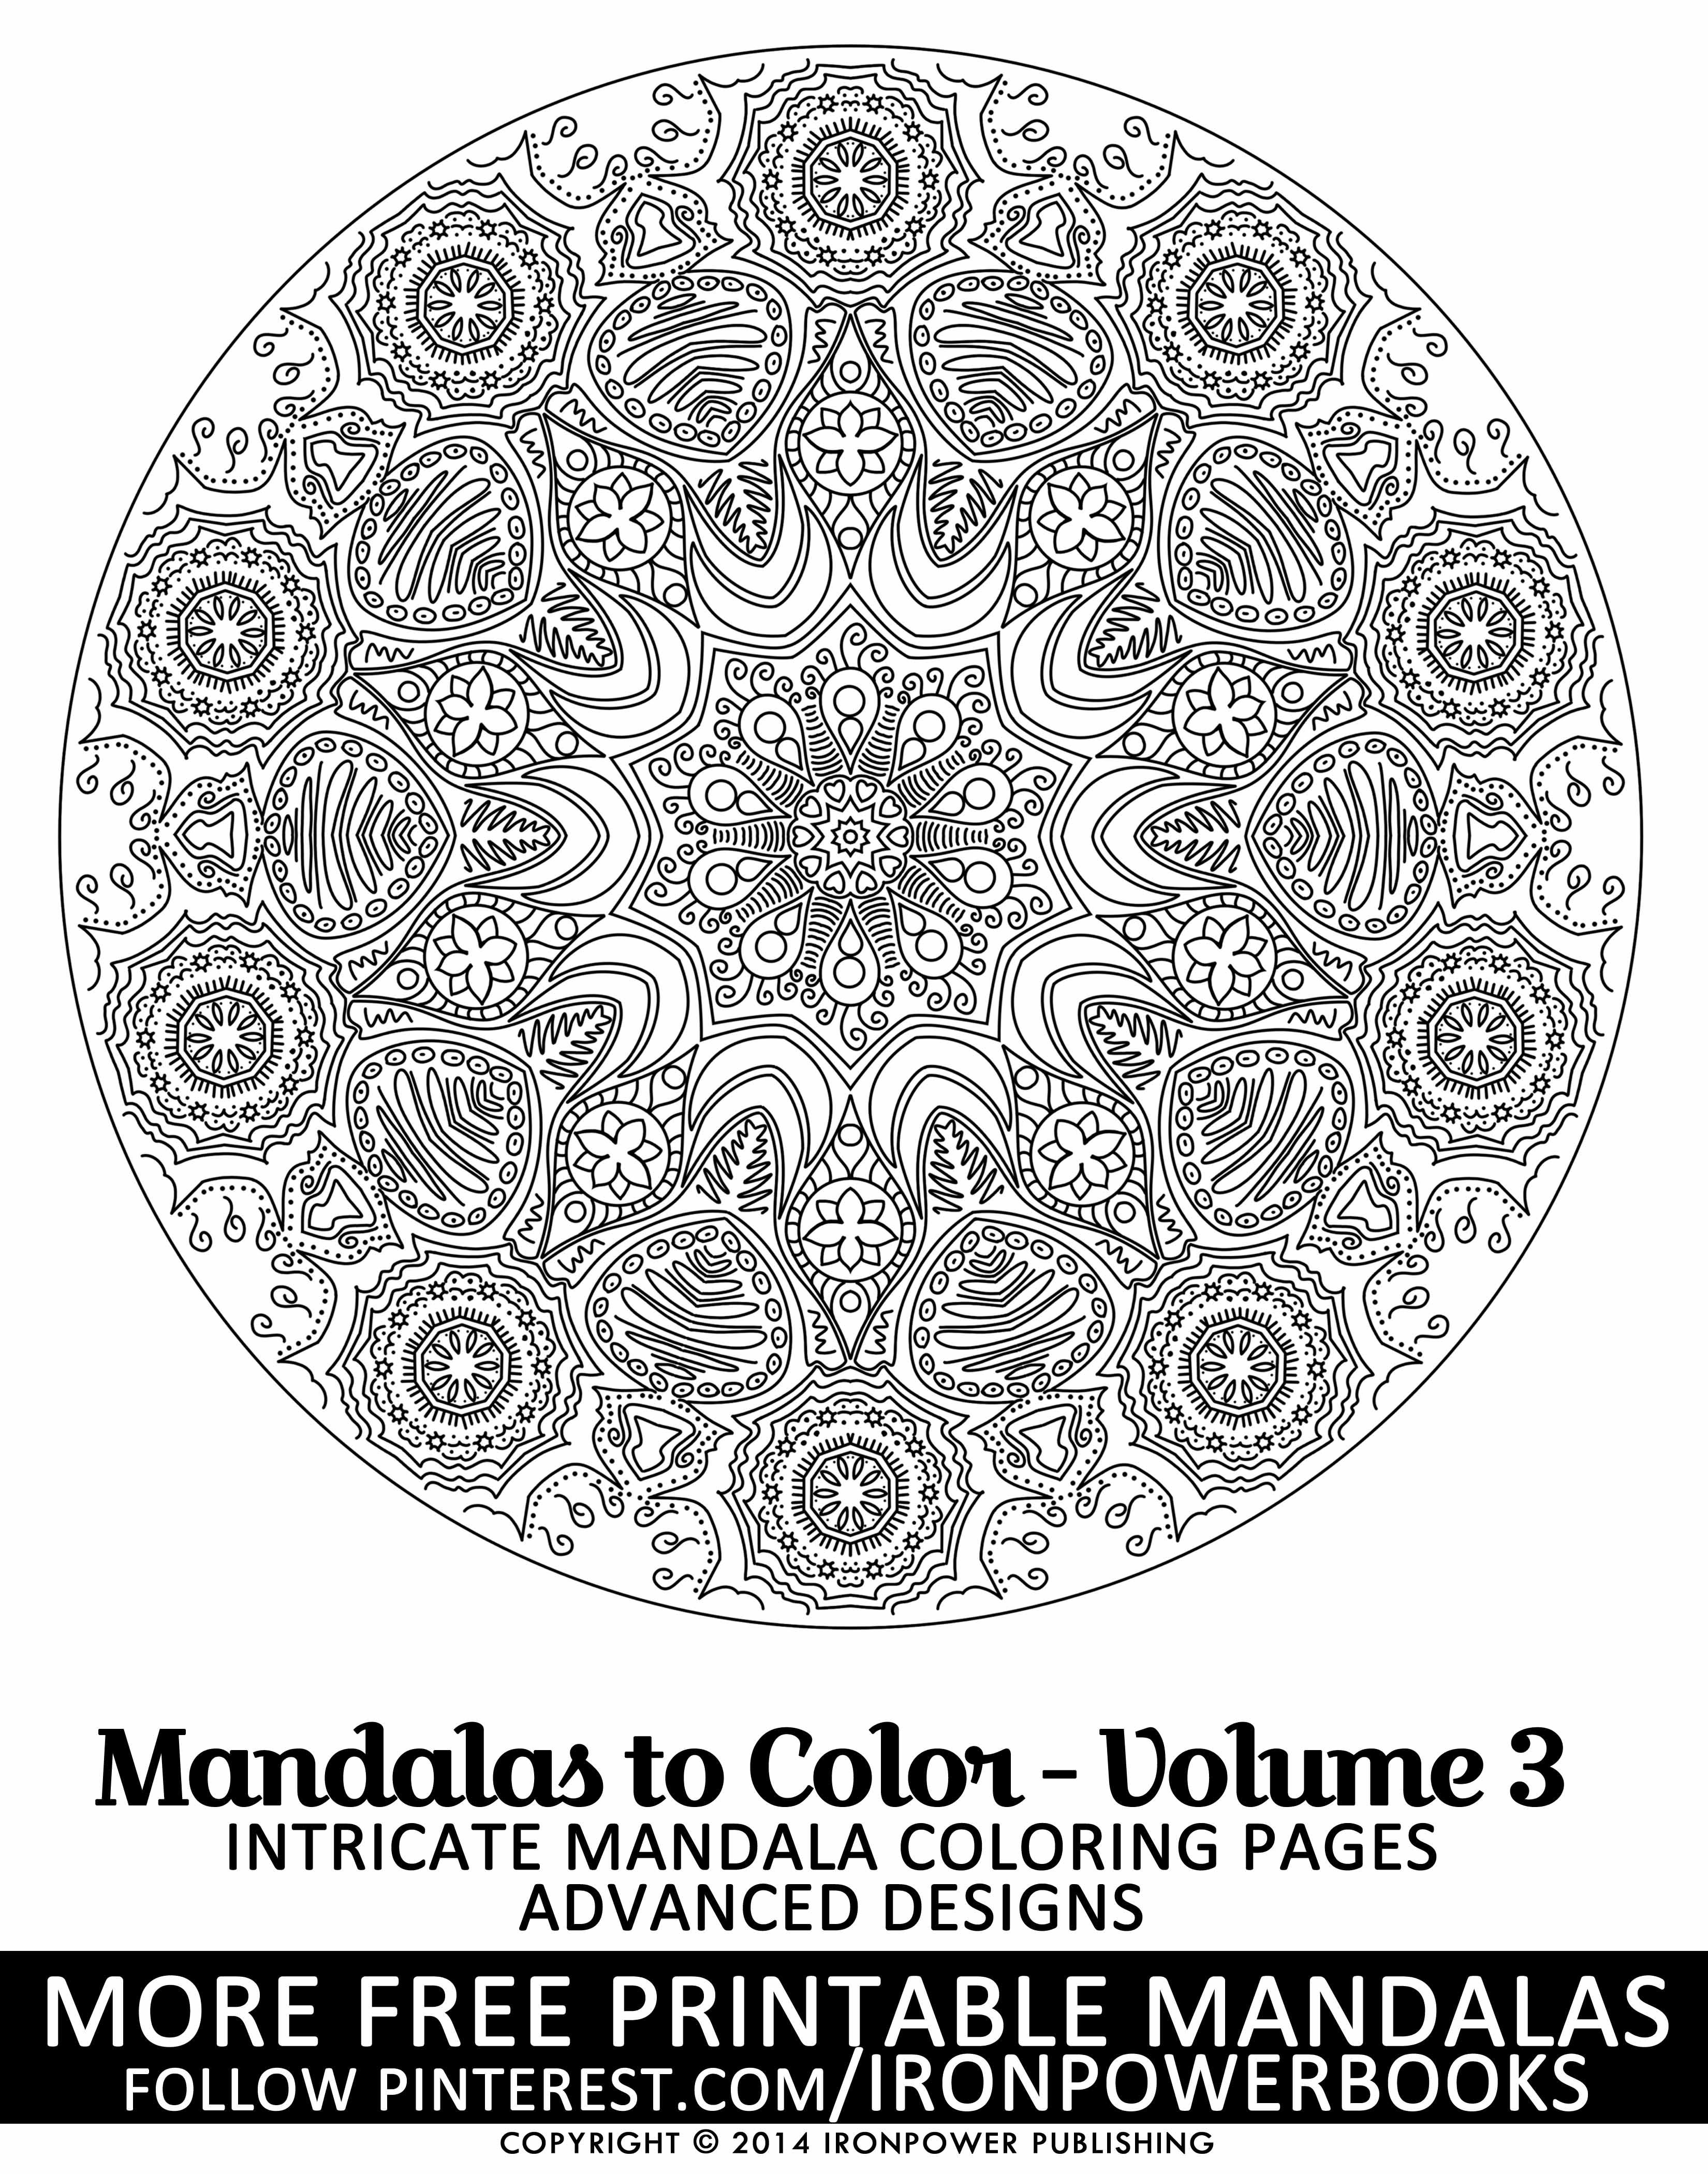 Mandalas to Color - Volume 3
INTRICATE MANDALA COLORING PAGES
ADVANCED DESIGNS
MORE FREE PRINTABLE MANDALAS
FOLLOW PINTEREST.COM/IRONPOWERBOOKS
COPYRIGHT © 2014 IRONPOWER PUBLISHING